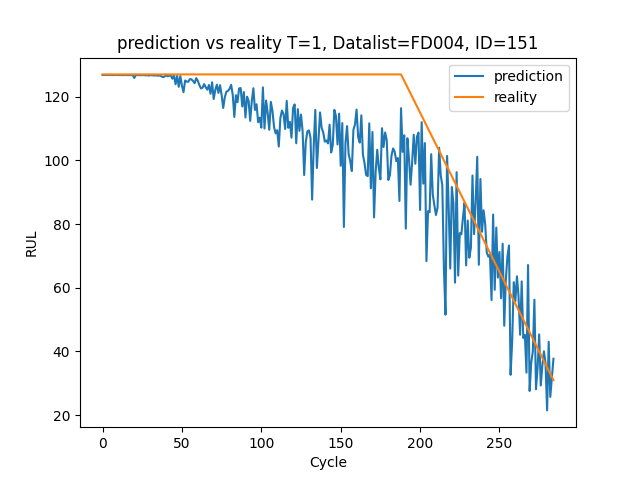 prediction vs reality T=1, Datalist=FD004, ID=151
prediction
reality
120
100
80
60
40
20
RUL
0 50 100 150 200 250
Cycle